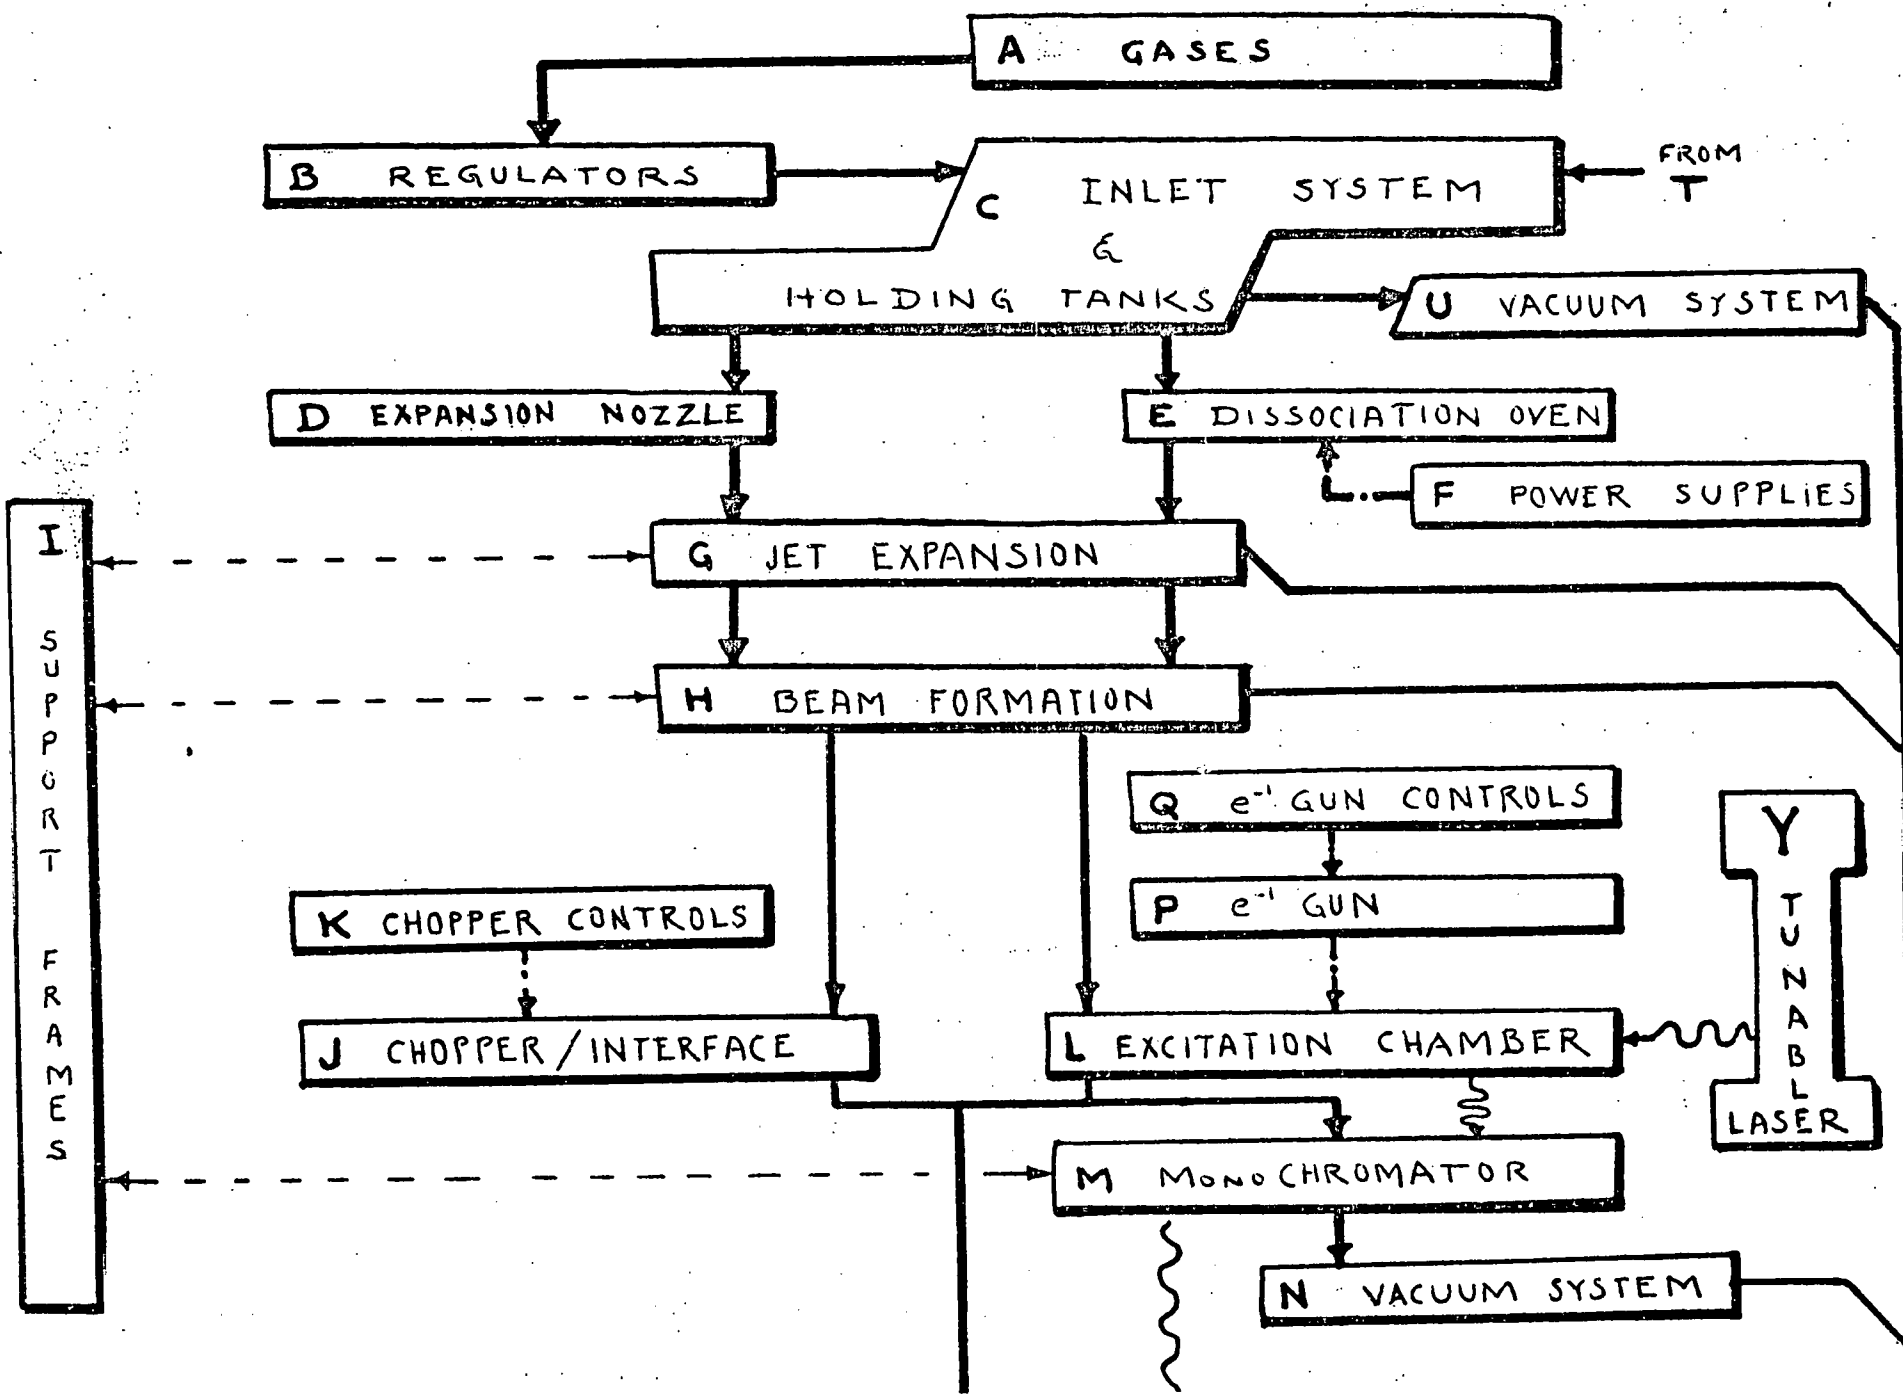 A GASES
B REGULATORS
FROM
T
C INLET SYSTEM
&
HOLDING TANKS
U VACUUM SYSTEM
D EXPANSION NOZZLE
E DISSOCIATION OVEN
F POWER SUPPLIES
G JET EXPANSION
H BEAM FORMATION
I SUPPORT FRAMES
Q e⁻¹ GUN CONTROLS
P e⁻¹ GUN
Y TUNABL
LASER
K CHOPPER CONTROLS
J CHOPPER/INTERFACE
L EXCITATION CHAMBER
M MONOCHROMATOR
N VACUUM SYSTEM